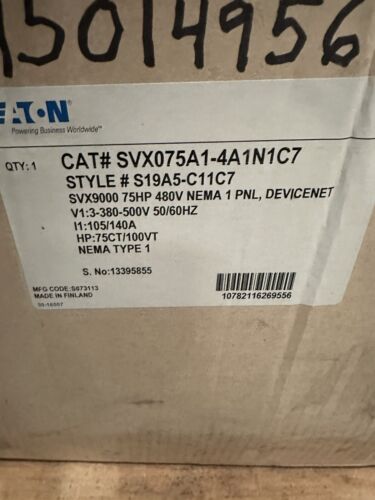 15014956
EATON
Powering Business Worldwide™
QTY: 1
CAT# SVX075A1-4A1N1C7
STYLE # S19A5-C11C7
SVX9000 75HP 480V NEMA 1 PNL, DEVICENET
V1:3-380-500V 50/60HZ
I1:105/140A
HP:75CT/100VT
NEMA TYPE 1
S. No:13395855
MFG CODE: S673113
MADE IN FINLAND
10782116269556